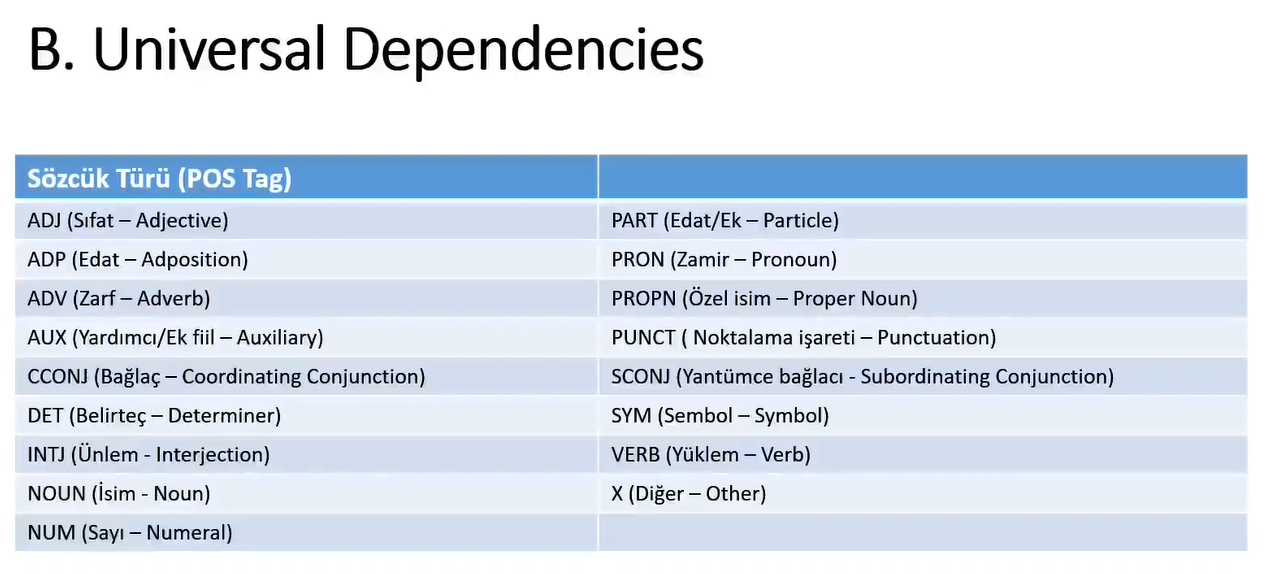 B. Universal Dependencies
Sözcük Türü (POS Tag)
ADJ (Sıfat – Adjective)
PART (Edat/Ek – Particle)
ADP (Edat – Adposition)
PRON (Zamir – Pronoun)
ADV (Zarf – Adverb)
PROPN (Özel isim – Proper Noun)
AUX (Yardımcı/Ek fiil – Auxiliary)
PUNCT ( Noktalama işareti – Punctuation)
CCONJ (Bağlaç – Coordinating Conjunction)
SCONJ (Yantümce bağlacı - Subordinating Conjunction)
DET (Belirteç – Determiner)
SYM (Sembol – Symbol)
INTJ (Ünlem - Interjection)
VERB (Yüklem – Verb)
NOUN (İsim - Noun)
X (Diğer – Other)
NUM (Sayı – Numeral)